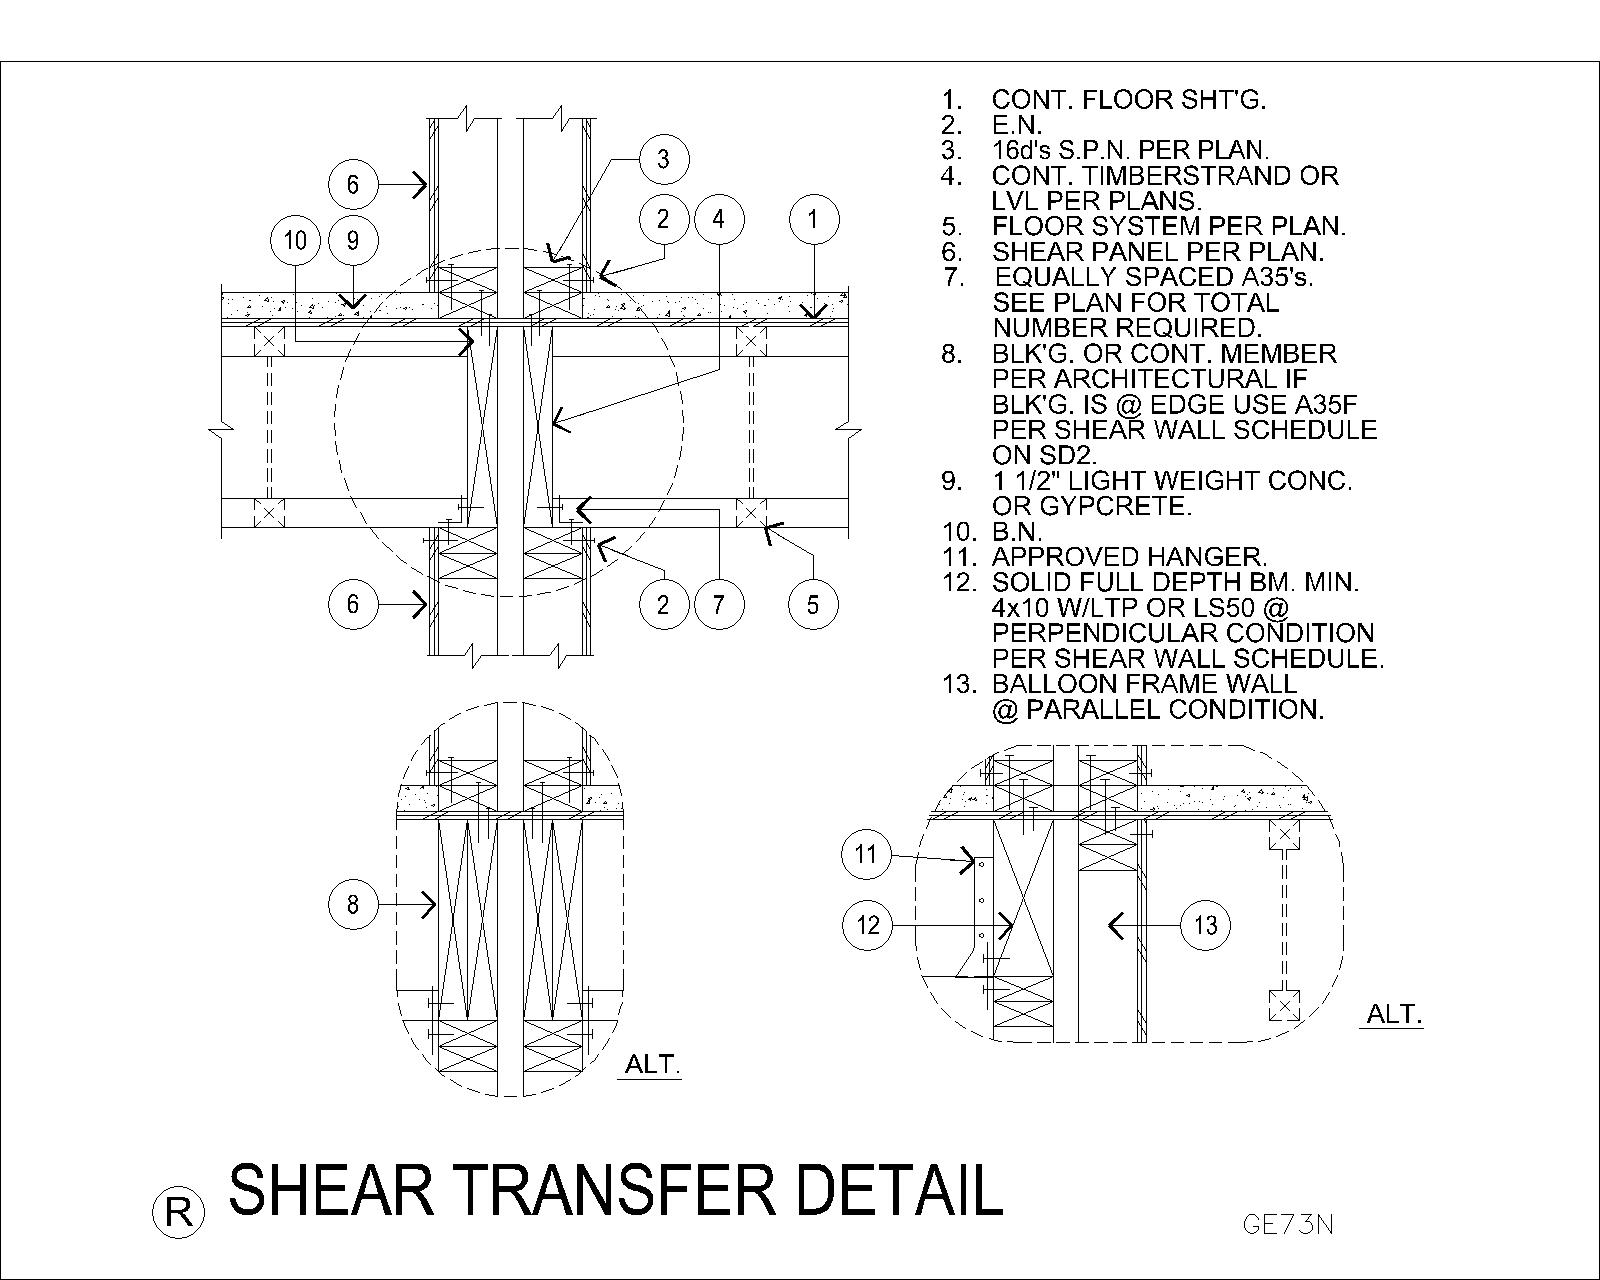 1. CONT. FLOOR SHT'G.
2. E.N.
3. 16d's S.P.N. PER PLAN.
4. CONT. TIMBERSTRAND OR
LVL PER PLANS.
5. FLOOR SYSTEM PER PLAN.
6. SHEAR PANEL PER PLAN.
7. EQUALLY SPACED A35's.
SEE PLAN FOR TOTAL
NUMBER REQUIRED.
8. BLK'G. OR CONT. MEMBER
PER ARCHITECTURAL IF
BLK'G. IS @ EDGE USE A35F
PER SHEAR WALL SCHEDULE
ON SD2.
9. 1 1/2" LIGHT WEIGHT CONC.
OR GYPCRETE.
10. B.N.
11. APPROVED HANGER.
12. SOLID FULL DEPTH BM. MIN.
4x10 W/LTP OR LS50 @
PERPENDICULAR CONDITION
PER SHEAR WALL SCHEDULE.
13. BALLOON FRAME WALL
@ PARALLEL CONDITION.
3
6
2 4 1
10 9
6 2 7 5
11
8
12 13
ALT.
ALT.
R SHEAR TRANSFER DETAIL
GE73N